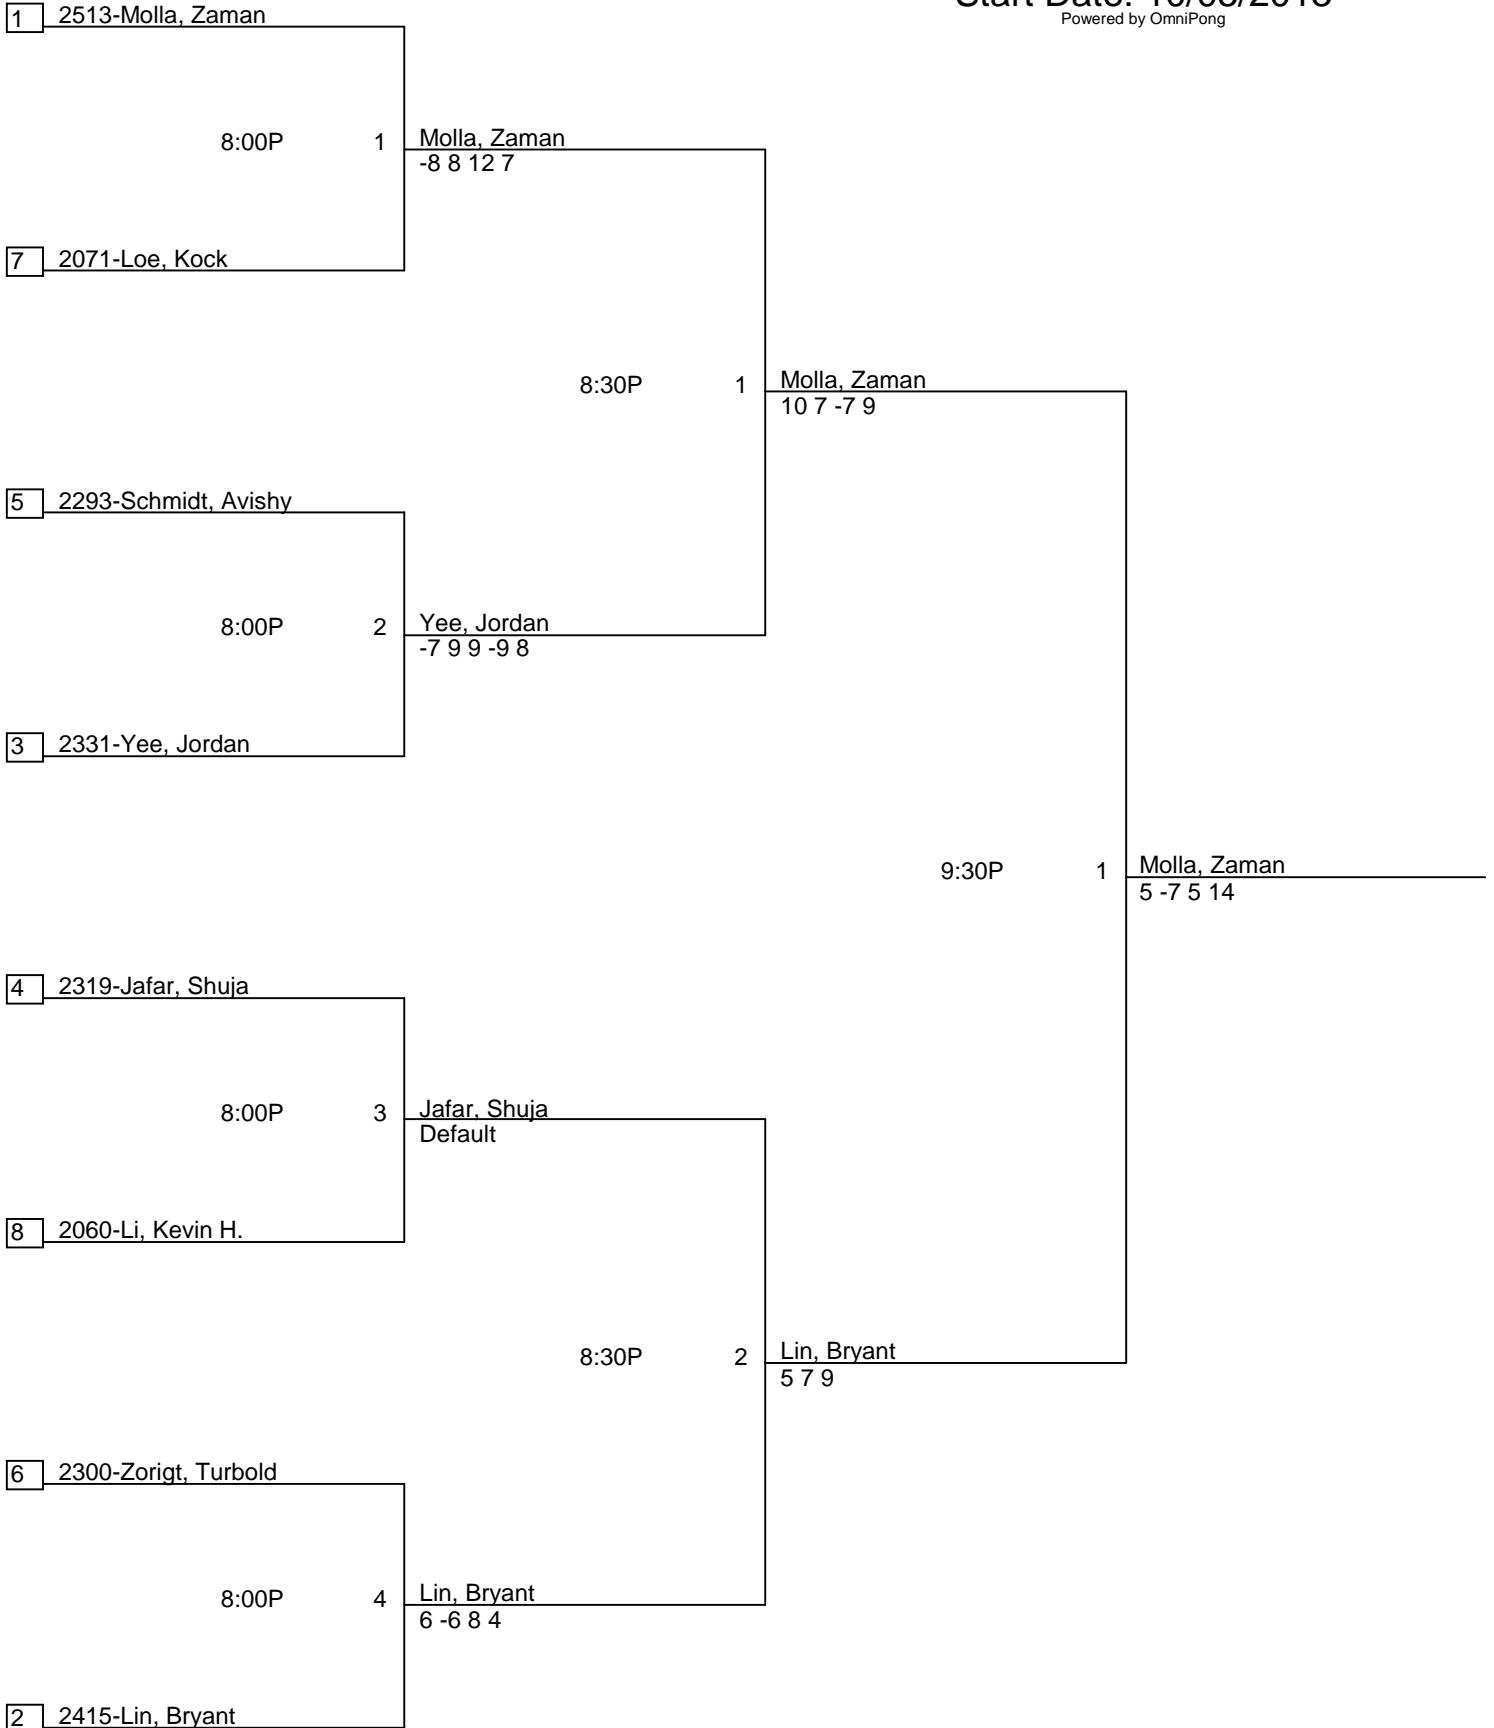 Powered by OmniPong
1 2513-Molla, Zaman
8:00P 1 Molla, Zaman
-8 8 12 7
7 2071-Loe, Kock
8:30P 1 Molla, Zaman
10 7 -7 9
5 2293-Schmidt, Avishy
8:00P 2 Yee, Jordan
-7 9 9 -9 8
3 2331-Yee, Jordan
9:30P 1 Molla, Zaman
5 -7 5 14
4 2319-Jafar, Shuja
8:00P 3 Jafar, Shuja
Default
8 2060-Li, Kevin H.
8:30P 2 Lin, Bryant
5 7 9
6 2300-Zorigt, Turbold
8:00P 4 Lin, Bryant
6 -6 8 4
2 2415-Lin, Bryant